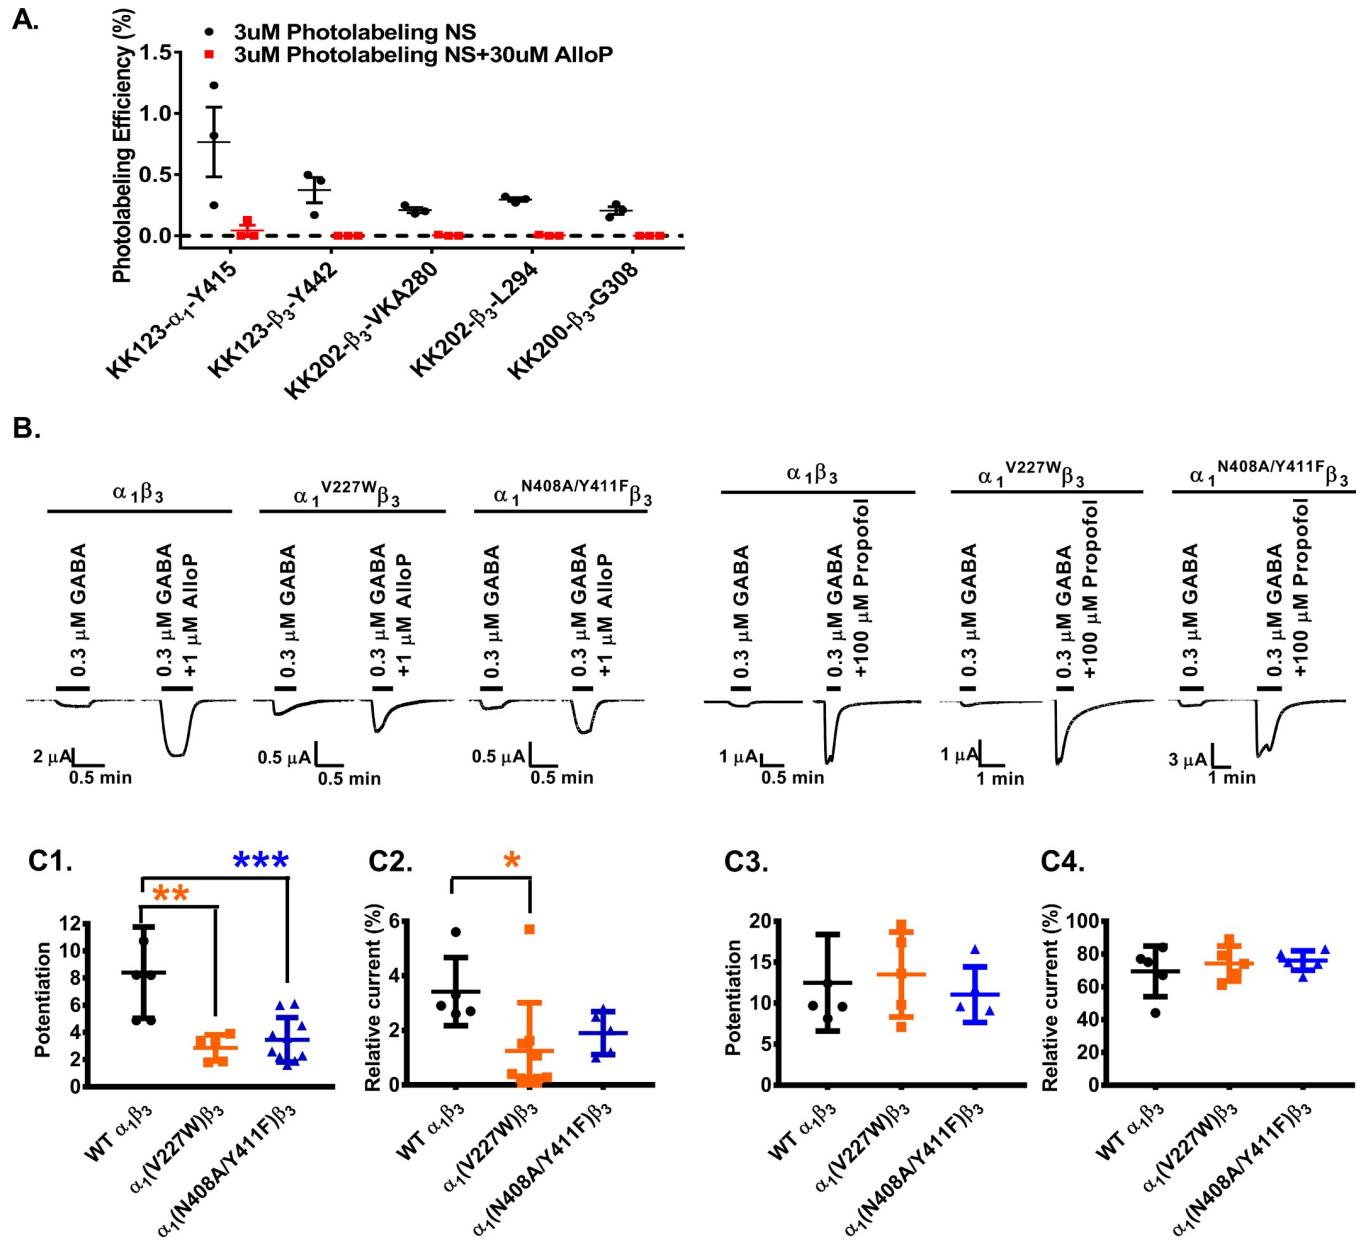 A.
3uM Photolabeling NS
3uM Photolabeling NS+30uM AlloP
Photolabeling Efficiency (%)
1.5
1.0
0.5
0.0
KK123-α1-Y415
KK123-β3-Y442
KK202-β3-VKA280
KK202-β3-L294
KK200-β3-G308
B.
α1β3
α1V227Wβ3
α1N408A/Y411Fβ3
α1β3
α1V227Wβ3
α1N408A/Y411Fβ3
0.3 μM GABA
0.3 μM GABA
+1 μM AlloP
0.3 μM GABA
0.3 μM GABA
+1 μM AlloP
0.3 μM GABA
0.3 μM GABA
+1 μM AlloP
0.3 μM GABA
0.3 μM GABA
+100 μM Propofol
0.3 μM GABA
0.3 μM GABA
+100 μM Propofol
0.3 μM GABA
0.3 μM GABA
+100 μM Propofol
2 μA
0.5 min
0.5 μA
0.5 min
0.5 μA
0.5 min
1 μA
0.5 min
1 μA
1 min
3 μA
1 min
C1.
***
**
Potentiation
12
10
8
6
4
2
0
WT α1β3
α1(V227W)β3
α1(N408A/Y411F)β3
C2.
*
Relative current (%)
6
4
2
0
WT α1β3
α1(V227W)β3
α1(N408A/Y411F)β3
C3.
Potentiation
20
15
10
5
0
WT α1β3
α1(V227W)β3
α1(N408A/Y411F)β3
C4.
Relative current (%)
100
80
60
40
20
0
WT α1β3
α1(V227W)β3
α1(N408A/Y411F)β3